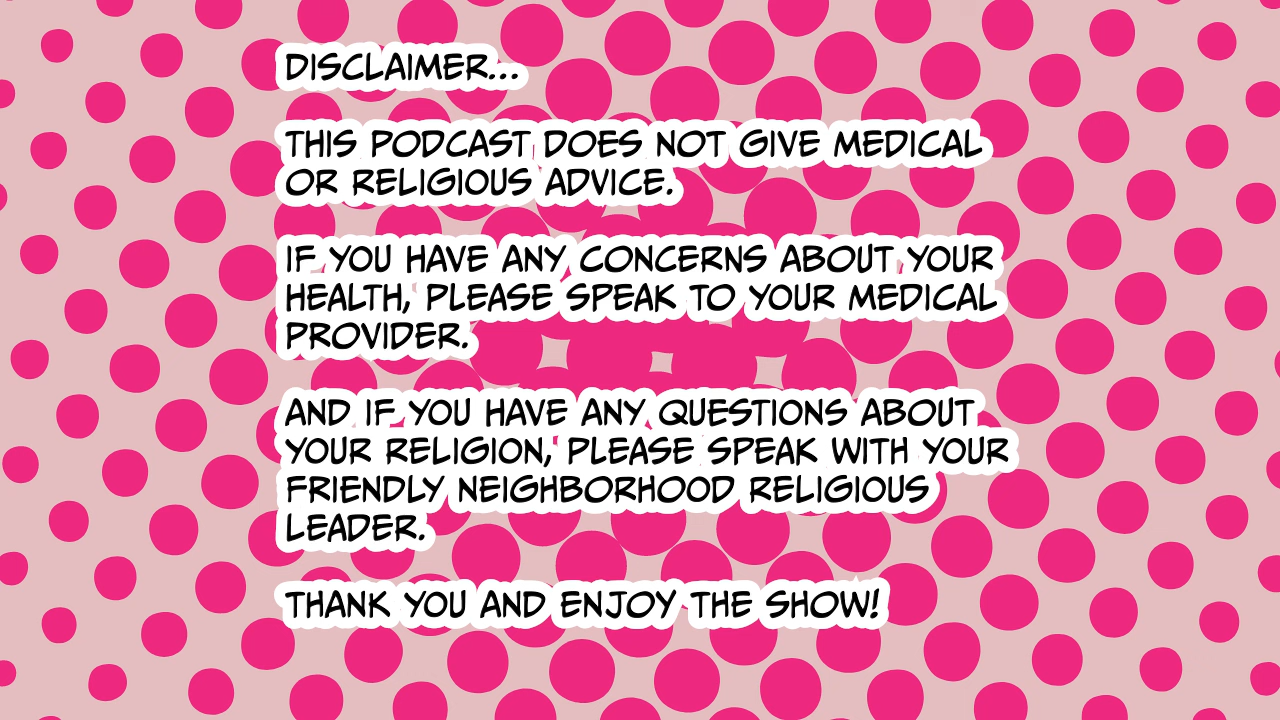 DISCLAIMER...
THIS PODCAST DOES NOT GIVE MEDICAL
OR RELIGIOUS ADVICE.
IF YOU HAVE ANY CONCERNS ABOUT YOUR
HEALTH, PLEASE SPEAK TO YOUR MEDICAL
PROVIDER.
AND IF YOU HAVE ANY QUESTIONS ABOUT
YOUR RELIGION, PLEASE SPEAK WITH YOUR
FRIENDLY NEIGHBORHOOD RELIGIOUS
LEADER.
THANK YOU AND ENJOY THE SHOW!